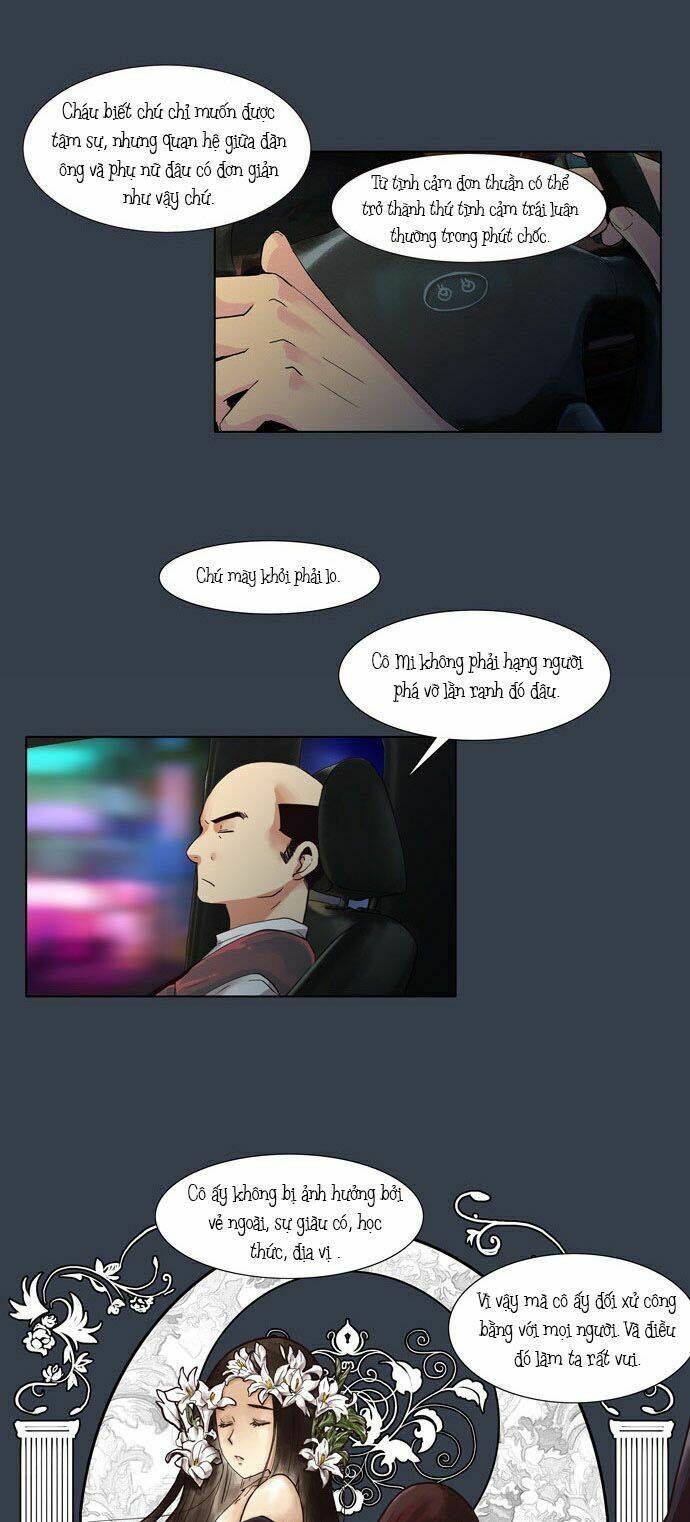 Cháu biết chú chỉ muốn được
tâm sự, nhưng quan hệ giữa đàn
ông và phụ nữ đâu có đơn giản
như vậy chứ.
Từ tình cảm đơn thuần có thể
trở thành thứ tình cảm trái luân
thường trong phút chốc.
Chú mày khỏi phải lo.
Cô Mi không phải hạng người
phá vỡ lằn ranh đó đâu.
Cô ấy không bị ảnh hưởng bởi
vẻ ngoài, sự giàu có, học
thức, địa vị .
Vì vậy mà cô ấy đối xử công
bằng với mọi người. Và điều
đó làm ta rất vui.